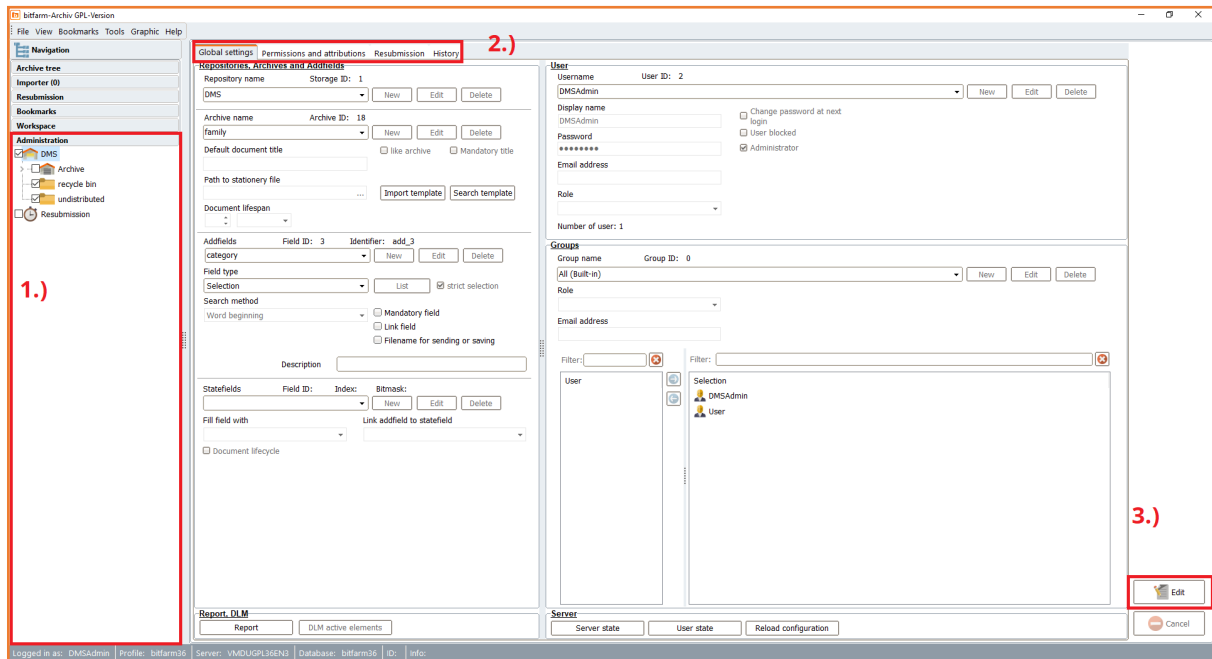 bitfarm-Archiv GPL-Version
File View Bookmarks Tools Graphic Help
Navigation
Archive tree
Importer (0)
Resubmission
Bookmarks
Workspace
Administration
DMS
Archive
recycle bin
undistributed
Resubmission
1.)
Global settings Permissions and attributions Resubmission History
2.)
Repositories, Archives and Addfields
Repository name Storage ID: 1
DMS New Edit Delete
Archive name Archive ID: 18
family New Edit Delete
Default document title like archive Mandatory title
Path to stationery file
... Import template Search template
Document lifespan
Addfields Field ID: 3 Identifier: add_3
category New Edit Delete
Field type
Selection List strict selection
Search method
Word beginning Mandatory field
Link field
Filename for sending or saving
Description
Statefields Field ID: Index: Bitmask:
New Edit Delete
Fill field with Link addfield to statefield
Document lifecycle
Report, DLM
Report DLM active elements
User
Username User ID: 2
DMSAdmin New Edit Delete
Display name Change password at next
DMSAdmin login
Password User blocked
Administrator
Email address
Role
Number of user: 1
Groups
Group name Group ID: 0
All (Built-in) New Edit Delete
Role
Email address
Filter: Filter:
User Selection
DMSAdmin
User
Server
Server state User state Reload configuration
3.)
Edit
Cancel
Logged in as: DMSAdmin Profile: bitfarm36 Server: VMDUGPL36EN3 Database: bitfarm36 ID: Info: